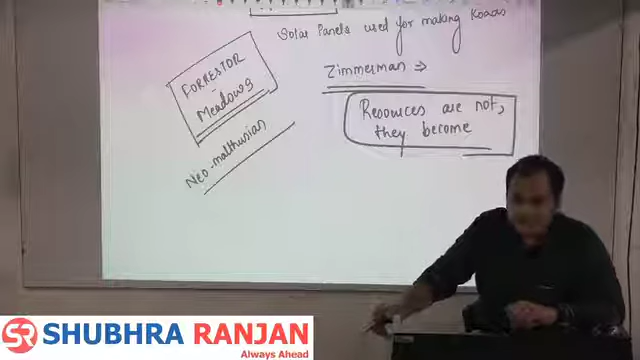 Solar Panels used for making Roads
FORRESTOR
-
Meadows
Neo-malthusian
Zimmerman ⇒
Resources are not,
they become
SR SHUBHRA RANJAN
Always Ahead